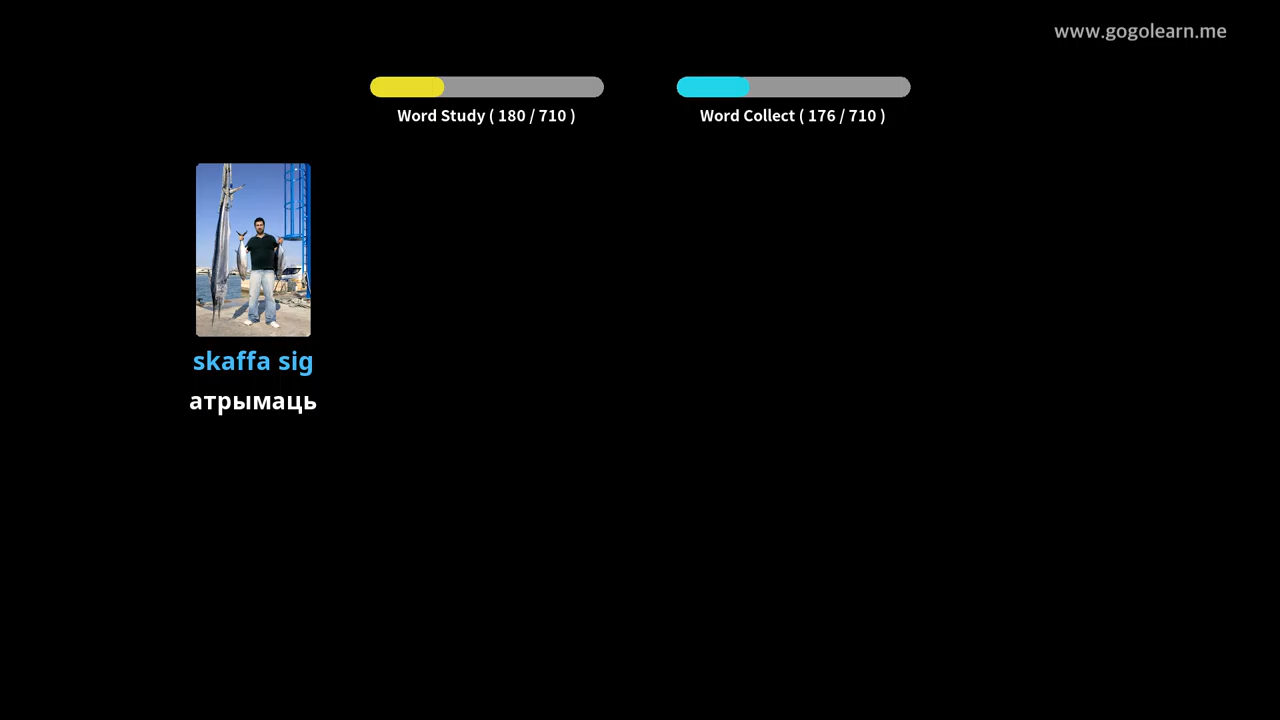 www.gogolearn.me
Word Study ( 180 / 710 )
Word Collect ( 176 / 710 )
skaffa sig
атрымаць